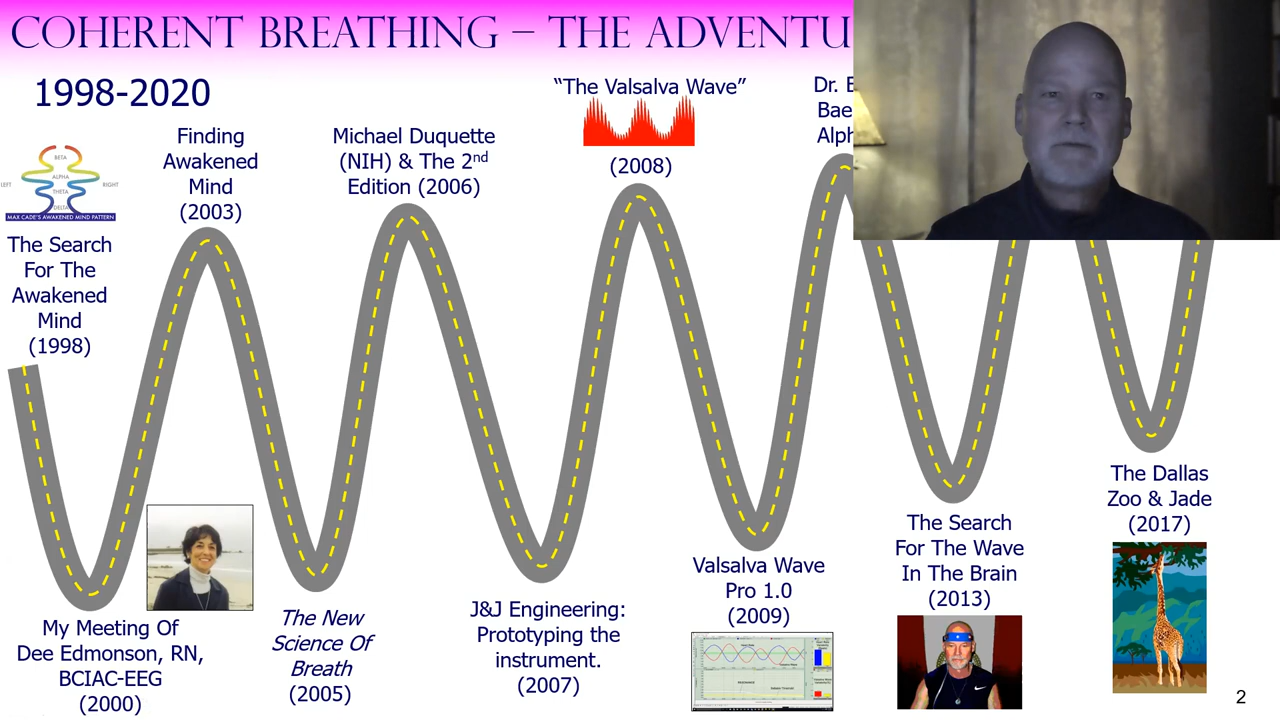 COHERENT BREATHING – THE ADVENTU
1998-2020
BETA
ALPHA
LEFT
RIGHT
THETA
DELTA
MAX CADE'S AWAKENED MIND PATTERN
The Search
For The
Awakened
Mind
(1998)
Finding
Awakened
Mind
(2003)
Michael Duquette
(NIH) & The 2nd
Edition (2006)
“The Valsalva Wave”
(2008)
Dr. E
Bae
Alph
My Meeting Of
Dee Edmonson, RN,
BCIAC-EEG
(2000)
The New
Science Of
Breath
(2005)
J&J Engineering:
Prototyping the
instrument.
(2007)
Valsalva Wave
Pro 1.0
(2009)
The Search
For The Wave
In The Brain
(2013)
The Dallas
Zoo & Jade
(2017)
2